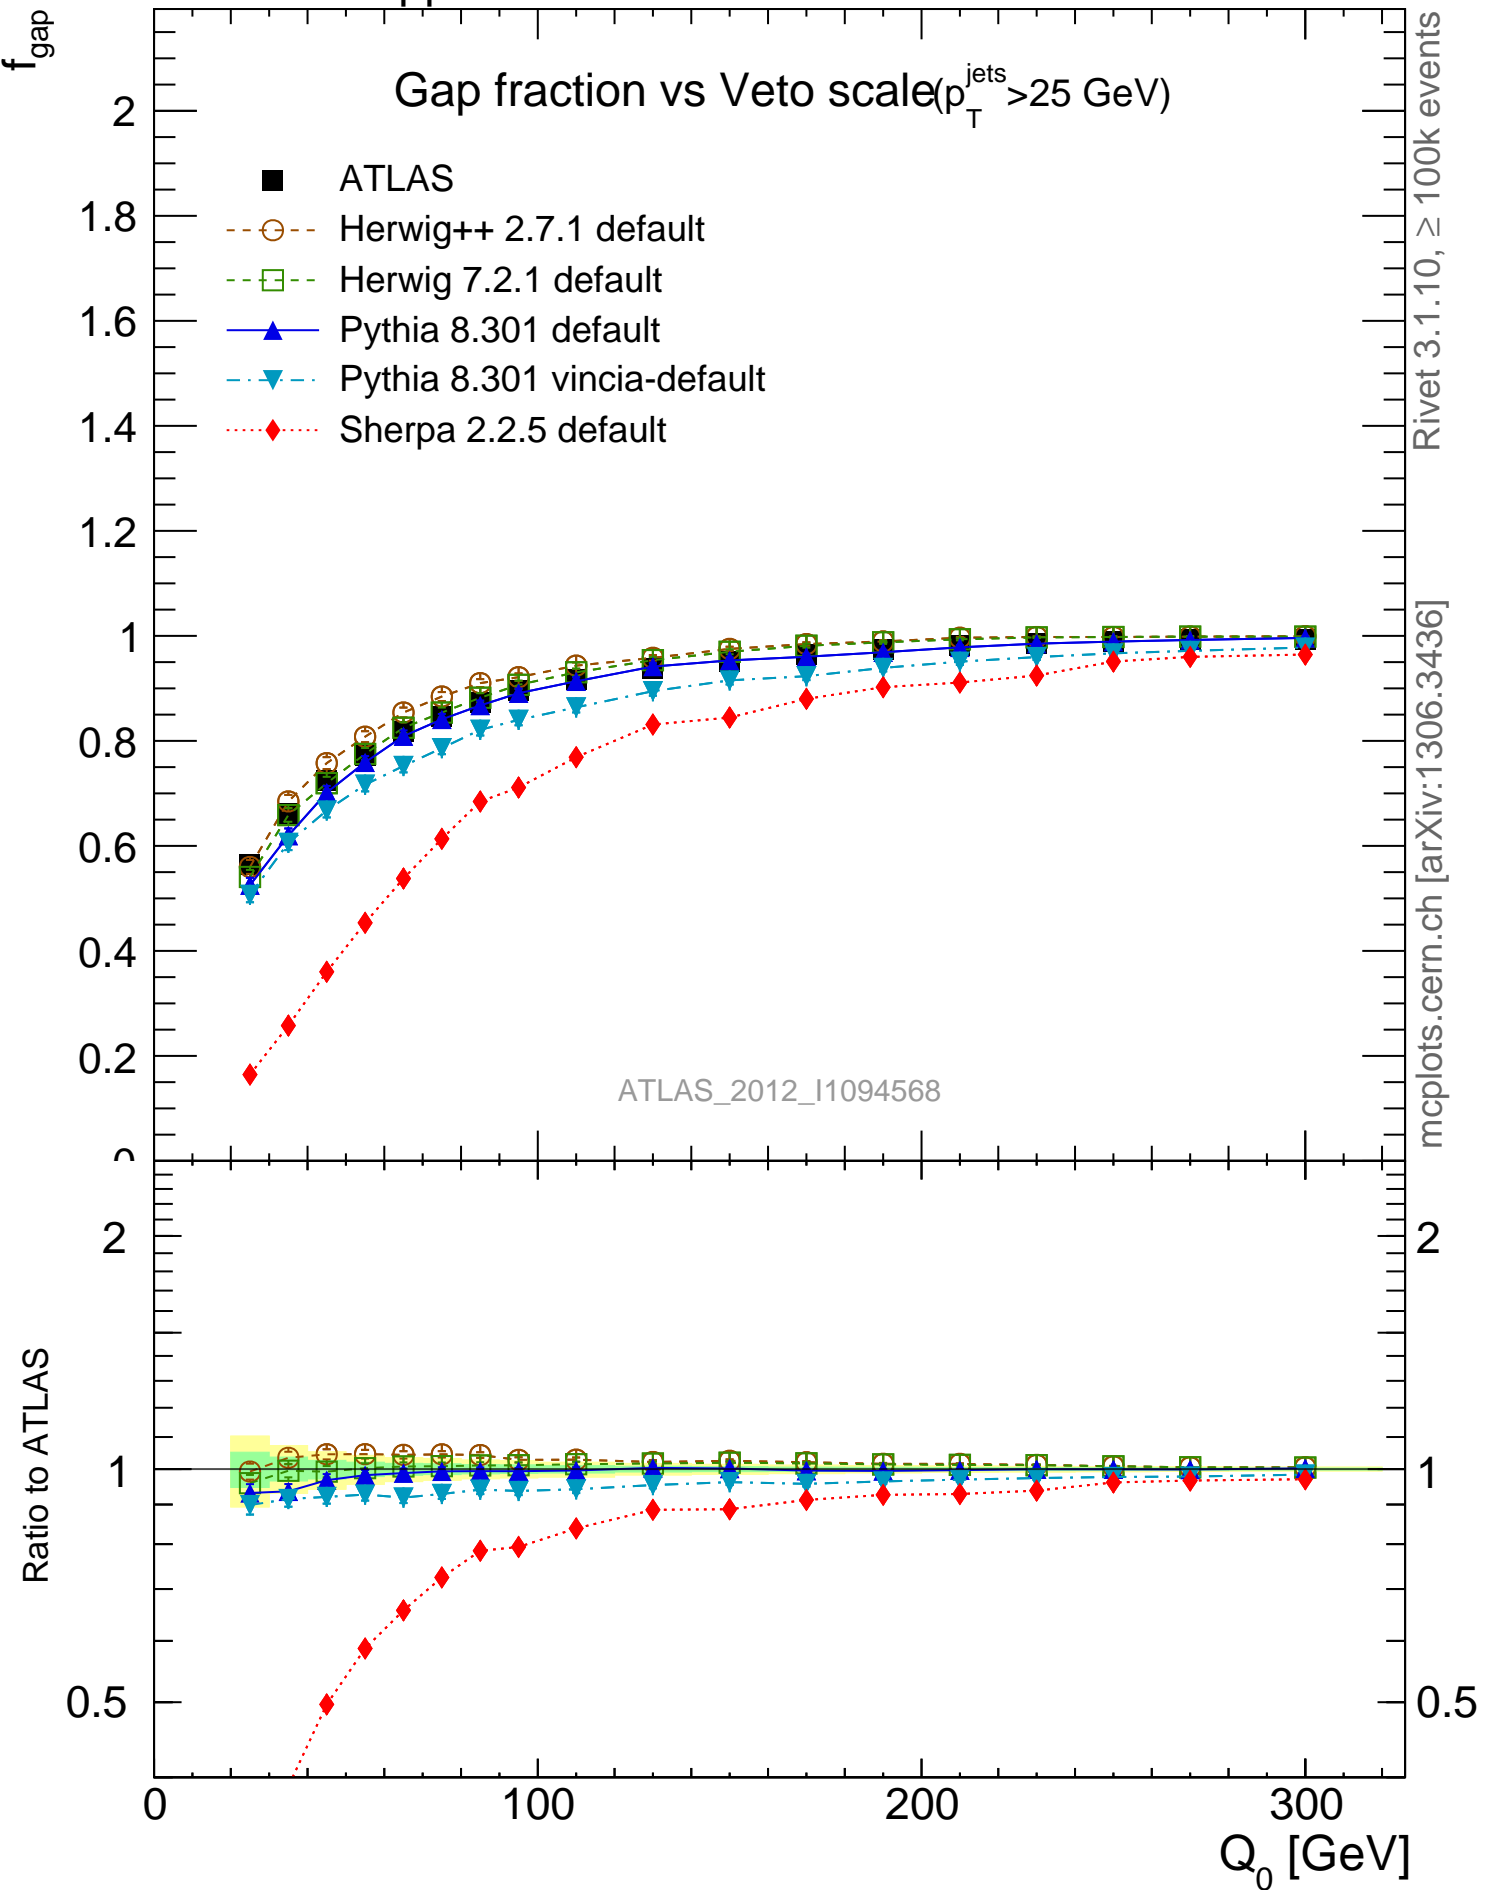 f_gap
Gap fraction vs Veto scale(p_T^jets>25 GeV)
ATLAS
Herwig++ 2.7.1 default
Herwig 7.2.1 default
Pythia 8.301 default
Pythia 8.301 vincia-default
Sherpa 2.2.5 default
2
1.8
1.6
1.4
1.2
1
0.8
0.6
0.4
0.2
0
ATLAS_2012_I1094568
Rivet 3.1.10, ≥ 100k events
mcplots.cern.ch [arXiv:1306.3436]
Ratio to ATLAS
2
1
0.5
2
1
0.5
0
100
200
300
Q_0 [GeV]